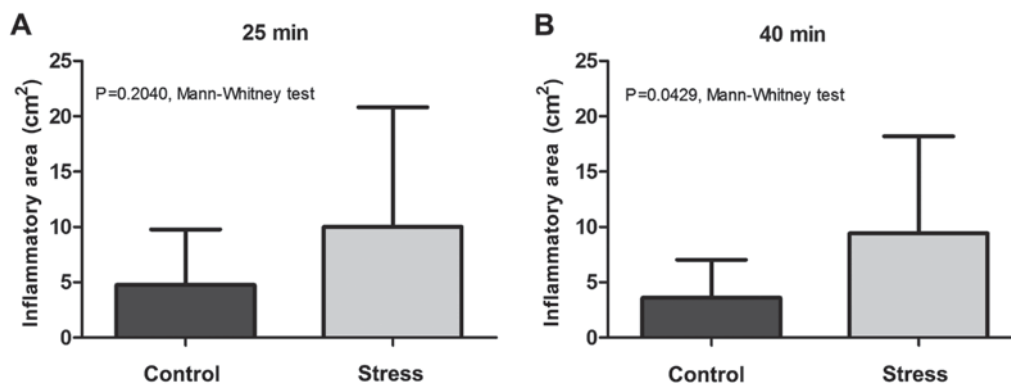 A
25 min
Inflammatory area (cm²)
25
20
15
10
5
0
P=0.2040, Mann-Whitney test
Control Stress
B
40 min
Inflammatory area (cm²)
25
20
15
10
5
0
P=0.0429, Mann-Whitney test
Control Stress